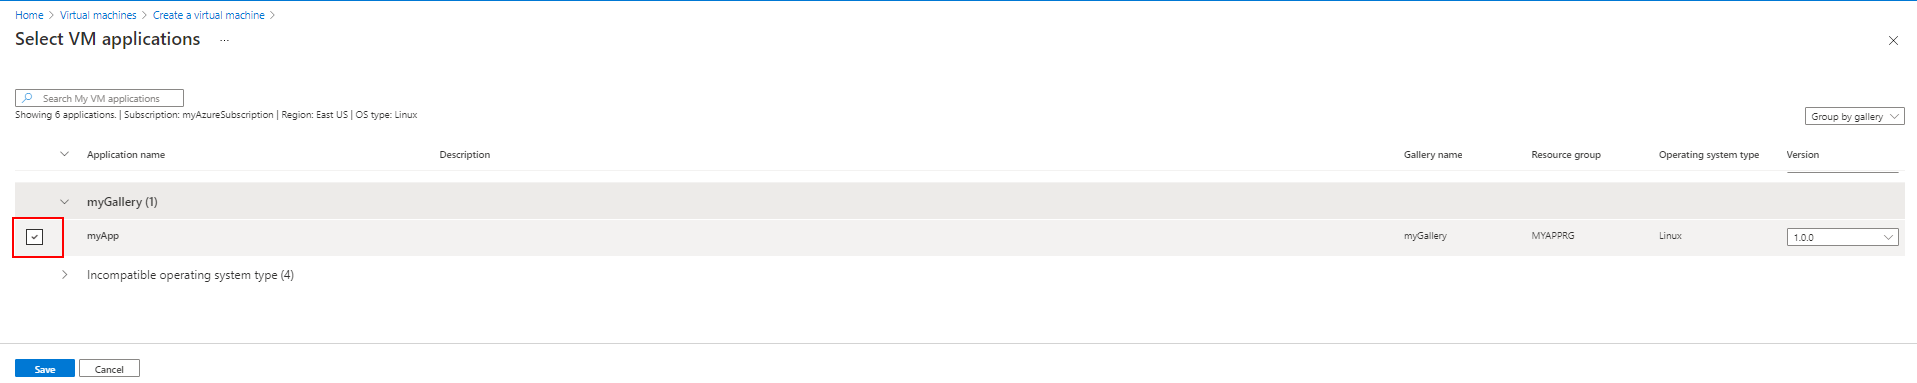 Home > Virtual machines > Create a virtual machine >
Select VM applications ...
Search My VM applications
Showing 6 applications. | Subscription: myAzureSubscription | Region: East US | OS type: Linux
Group by gallery
Application name Description Gallery name Resource group Operating system type Version
myGallery (1)
myApp myGallery MYAPPRG Linux 1.0.0
Incompatible operating system type (4)
Save Cancel